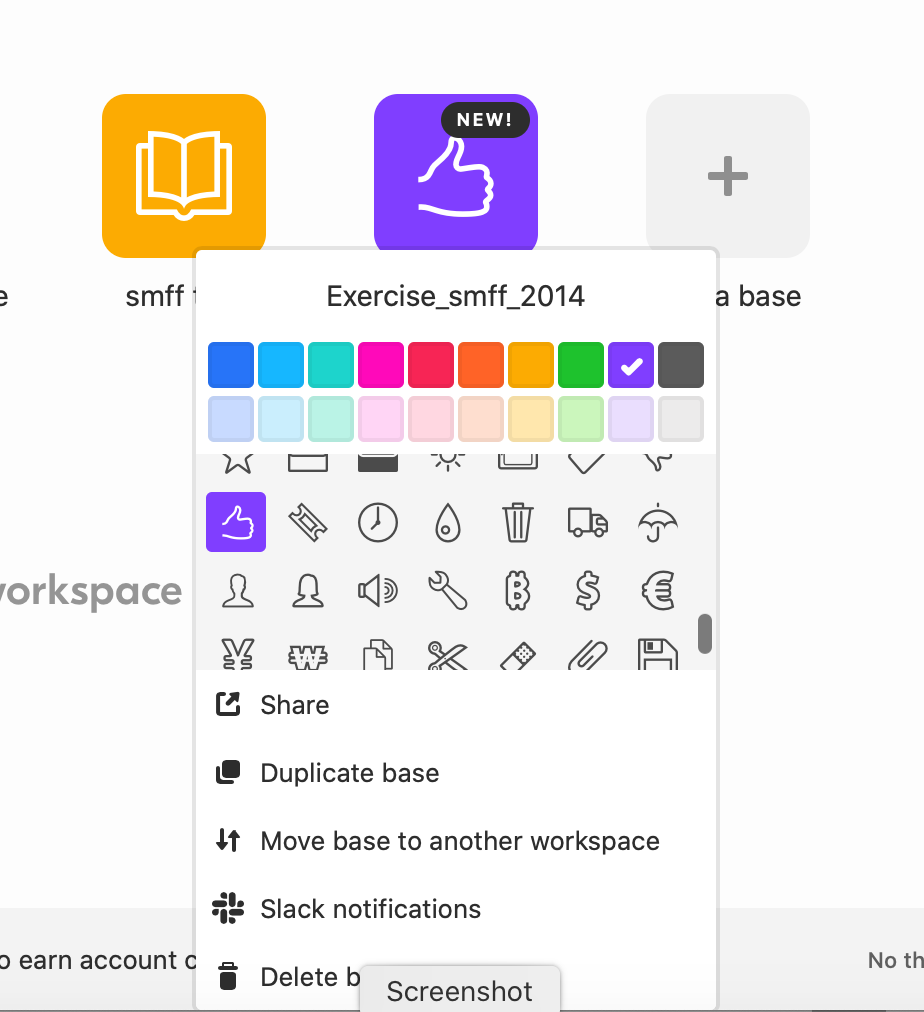 NEW!
smff
Exercise_smff_2014
a base
workspace
Share
Duplicate base
Move base to another workspace
Slack notifications
o earn account
No th
Delete b
Screenshot